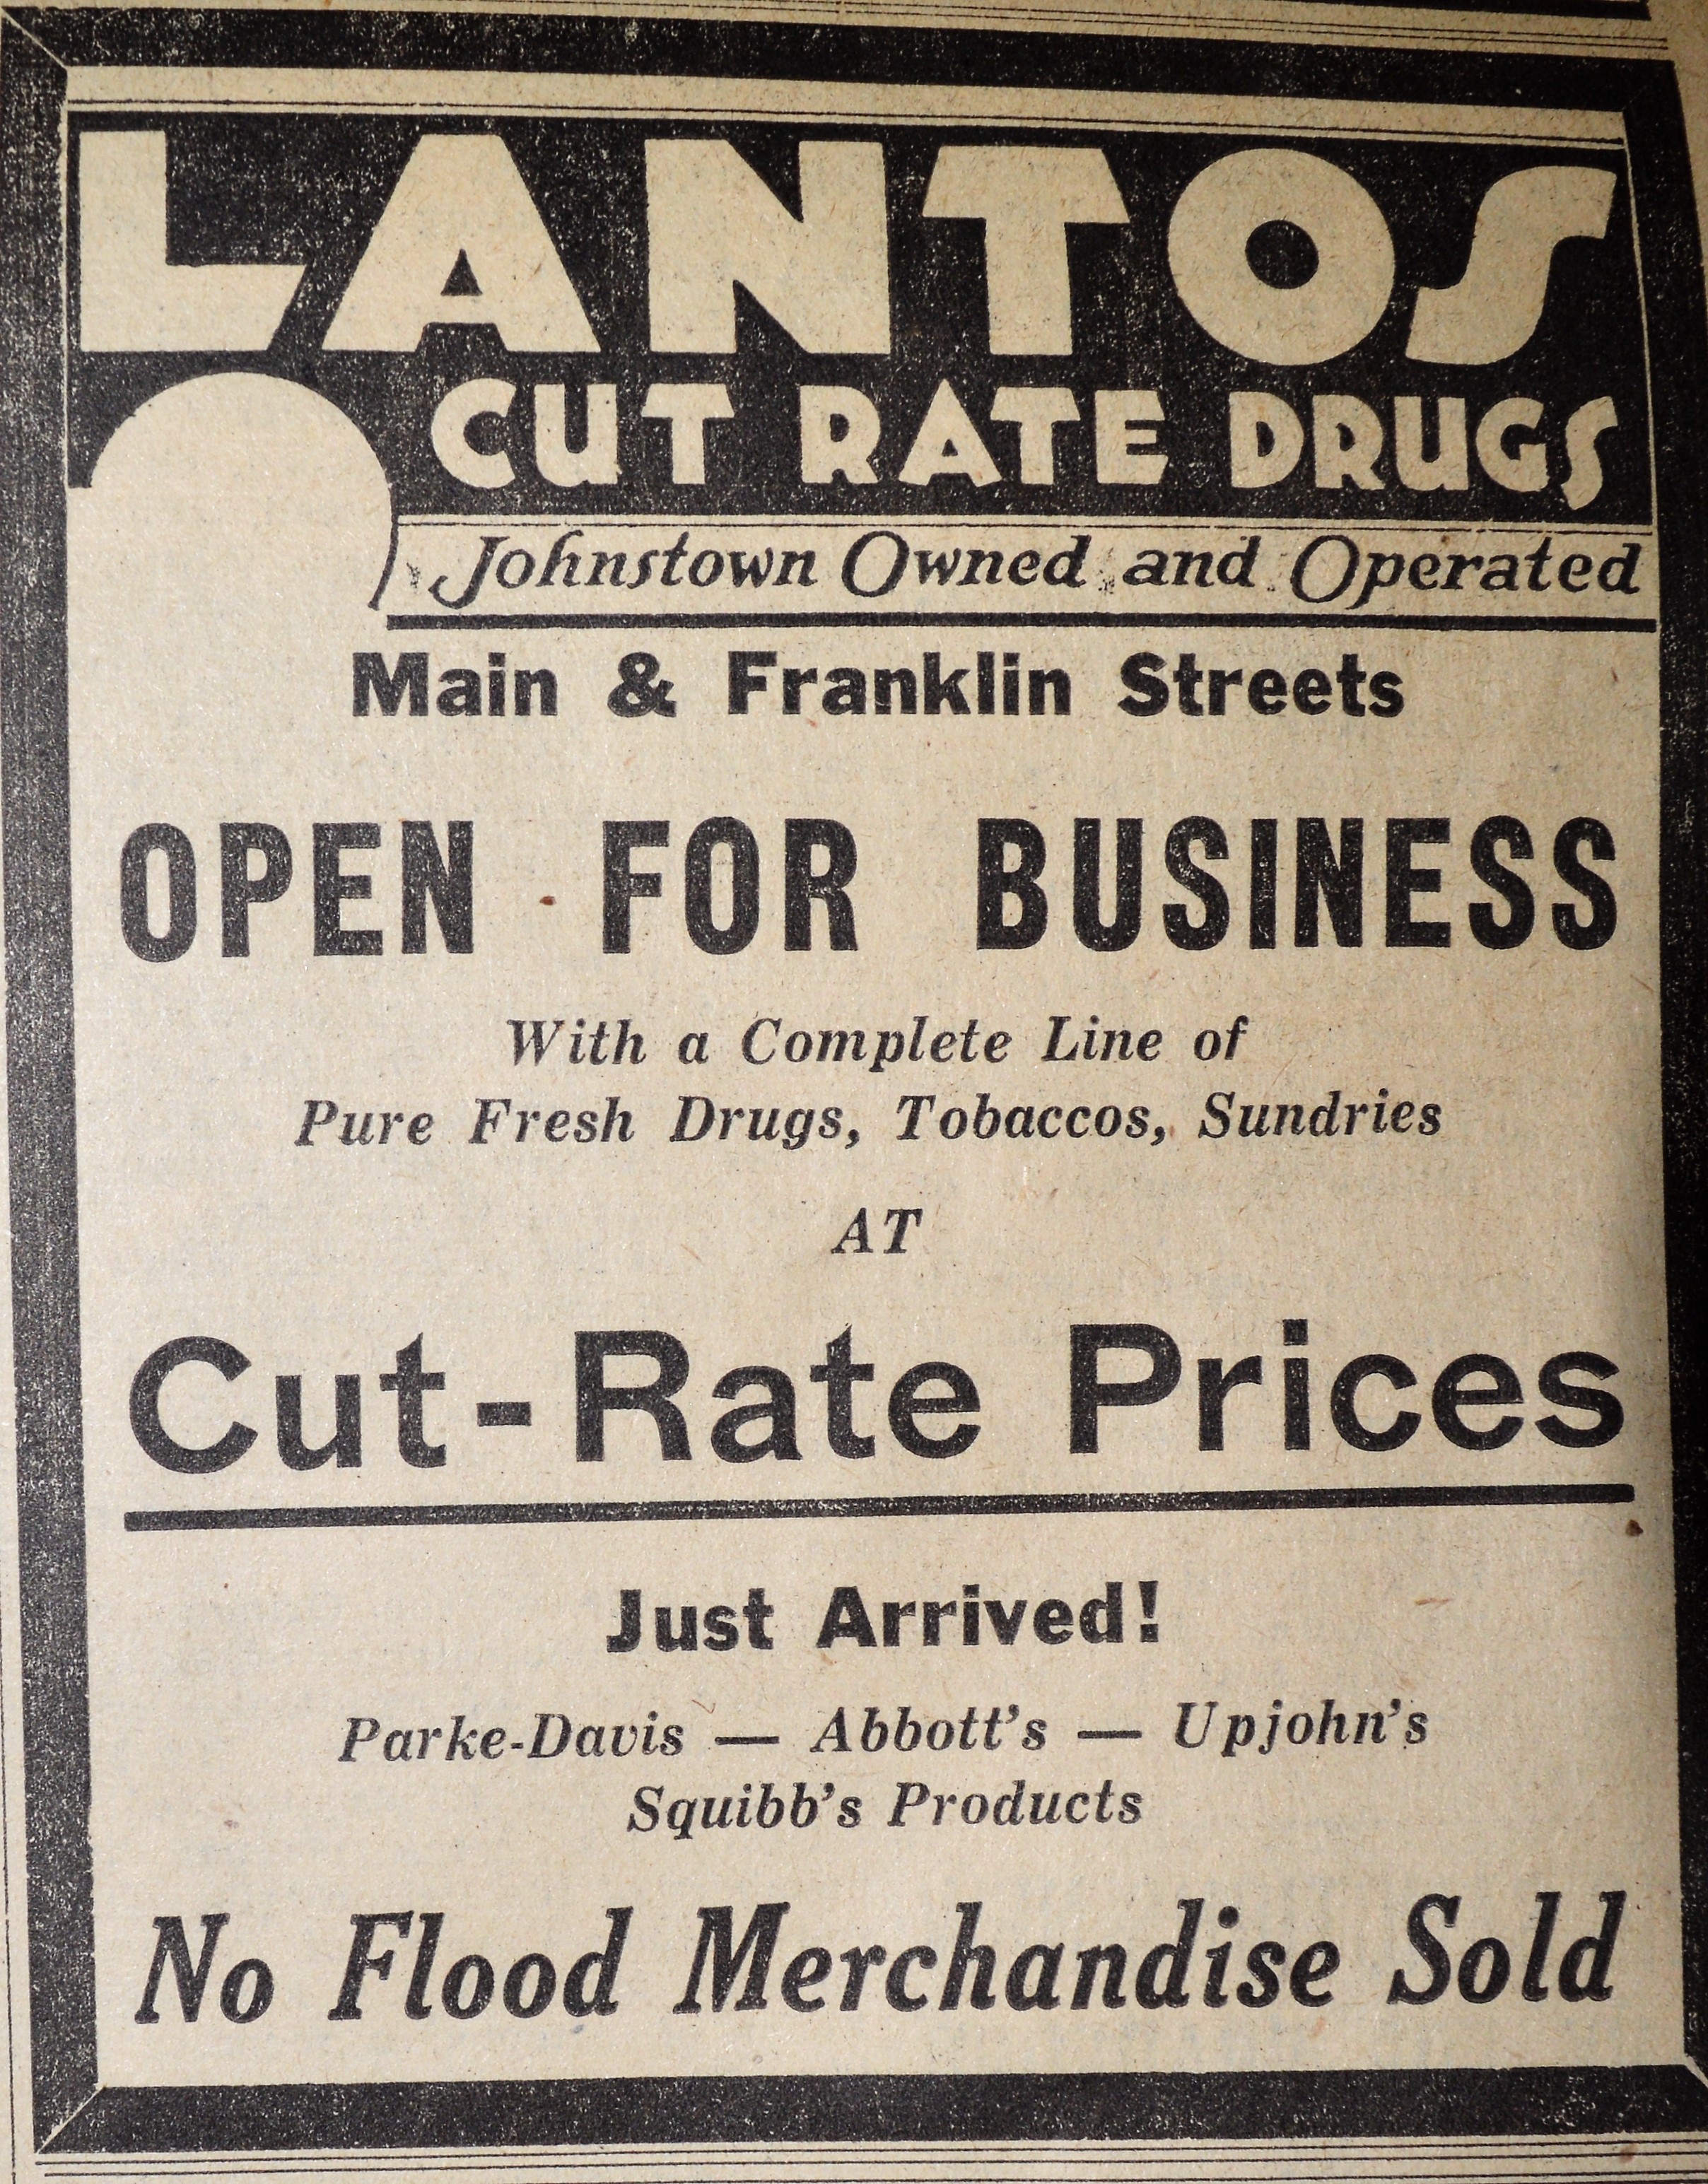 LANTOS
CUT RATE DRUGS
Johnstown Owned and Operated
Main & Franklin Streets
OPEN FOR BUSINESS
With a Complete Line of
Pure Fresh Drugs, Tobaccos, Sundries
AT
Cut-Rate Prices
Just Arrived!
Parke-Davis — Abbott's — Upjohn's
Squibb's Products
No Flood Merchandise Sold